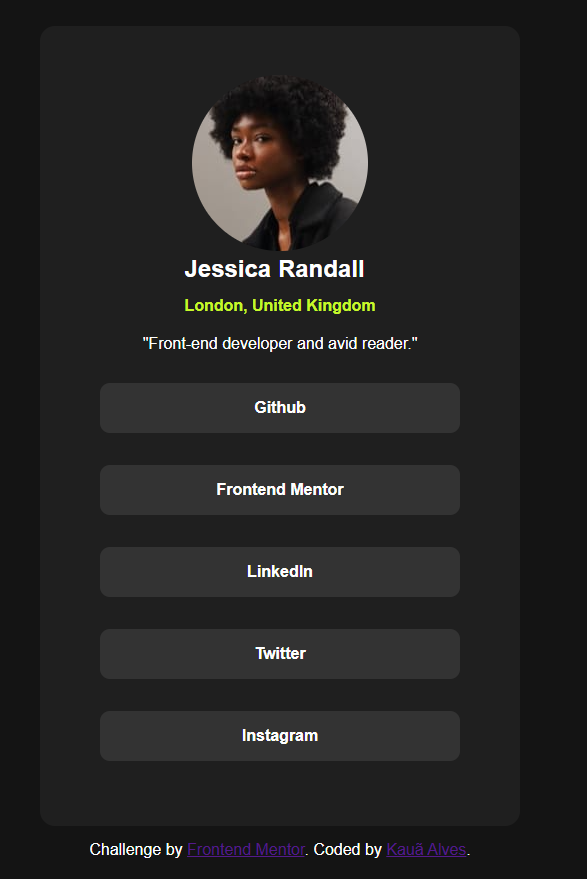 Jessica Randall
London, United Kingdom
"Front-end developer and avid reader."
Github
Frontend Mentor
LinkedIn
Twitter
Instagram
Challenge by Frontend Mentor. Coded by Kauã Alves.